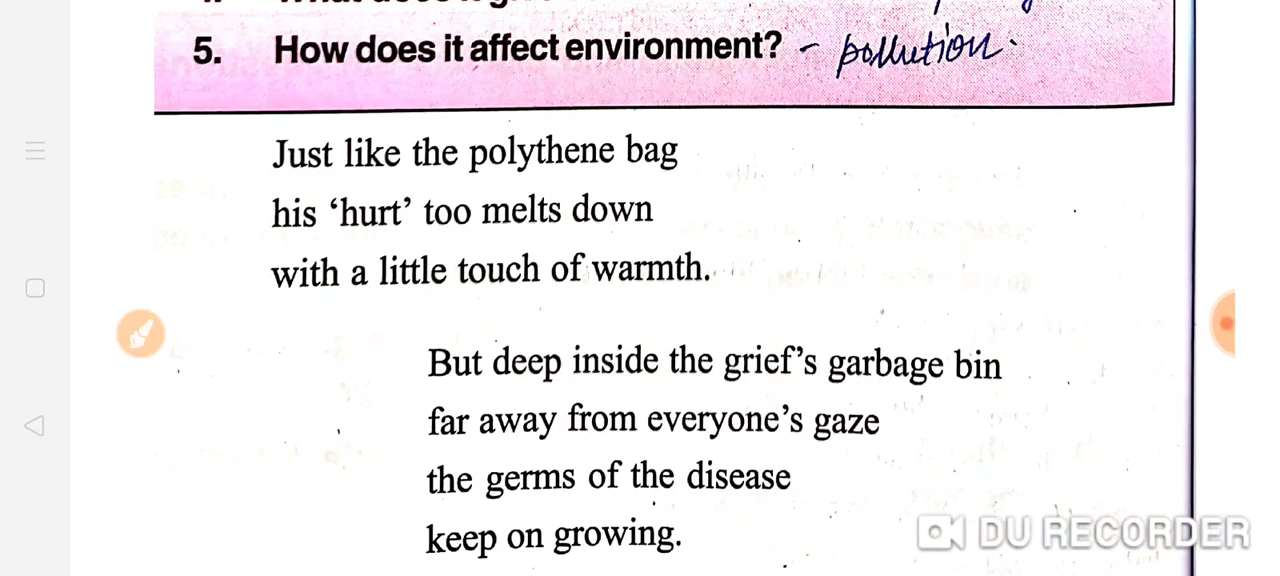 5. How does it affect environment? - pollution.
Just like the polythene bag
his ‘hurt’ too melts down
with a little touch of warmth.
But deep inside the grief’s garbage bin
far away from everyone’s gaze
the germs of the disease
keep on growing.
DU RECORDER